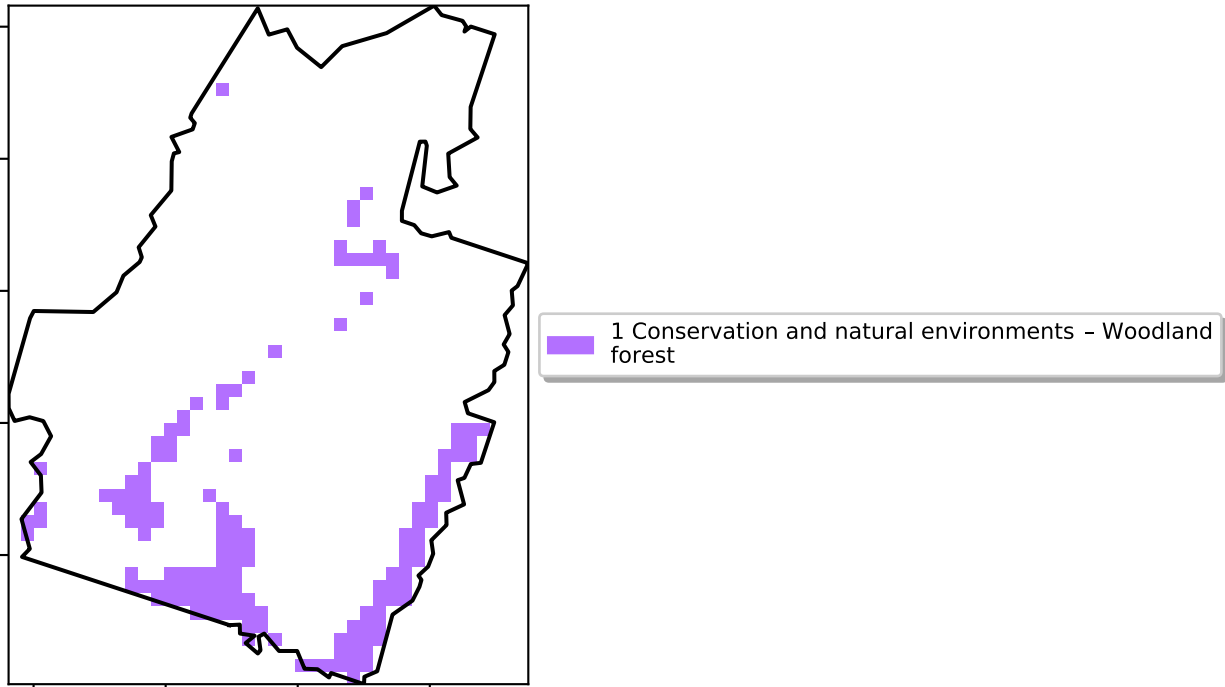 1 Conservation and natural environments – Woodland
forest